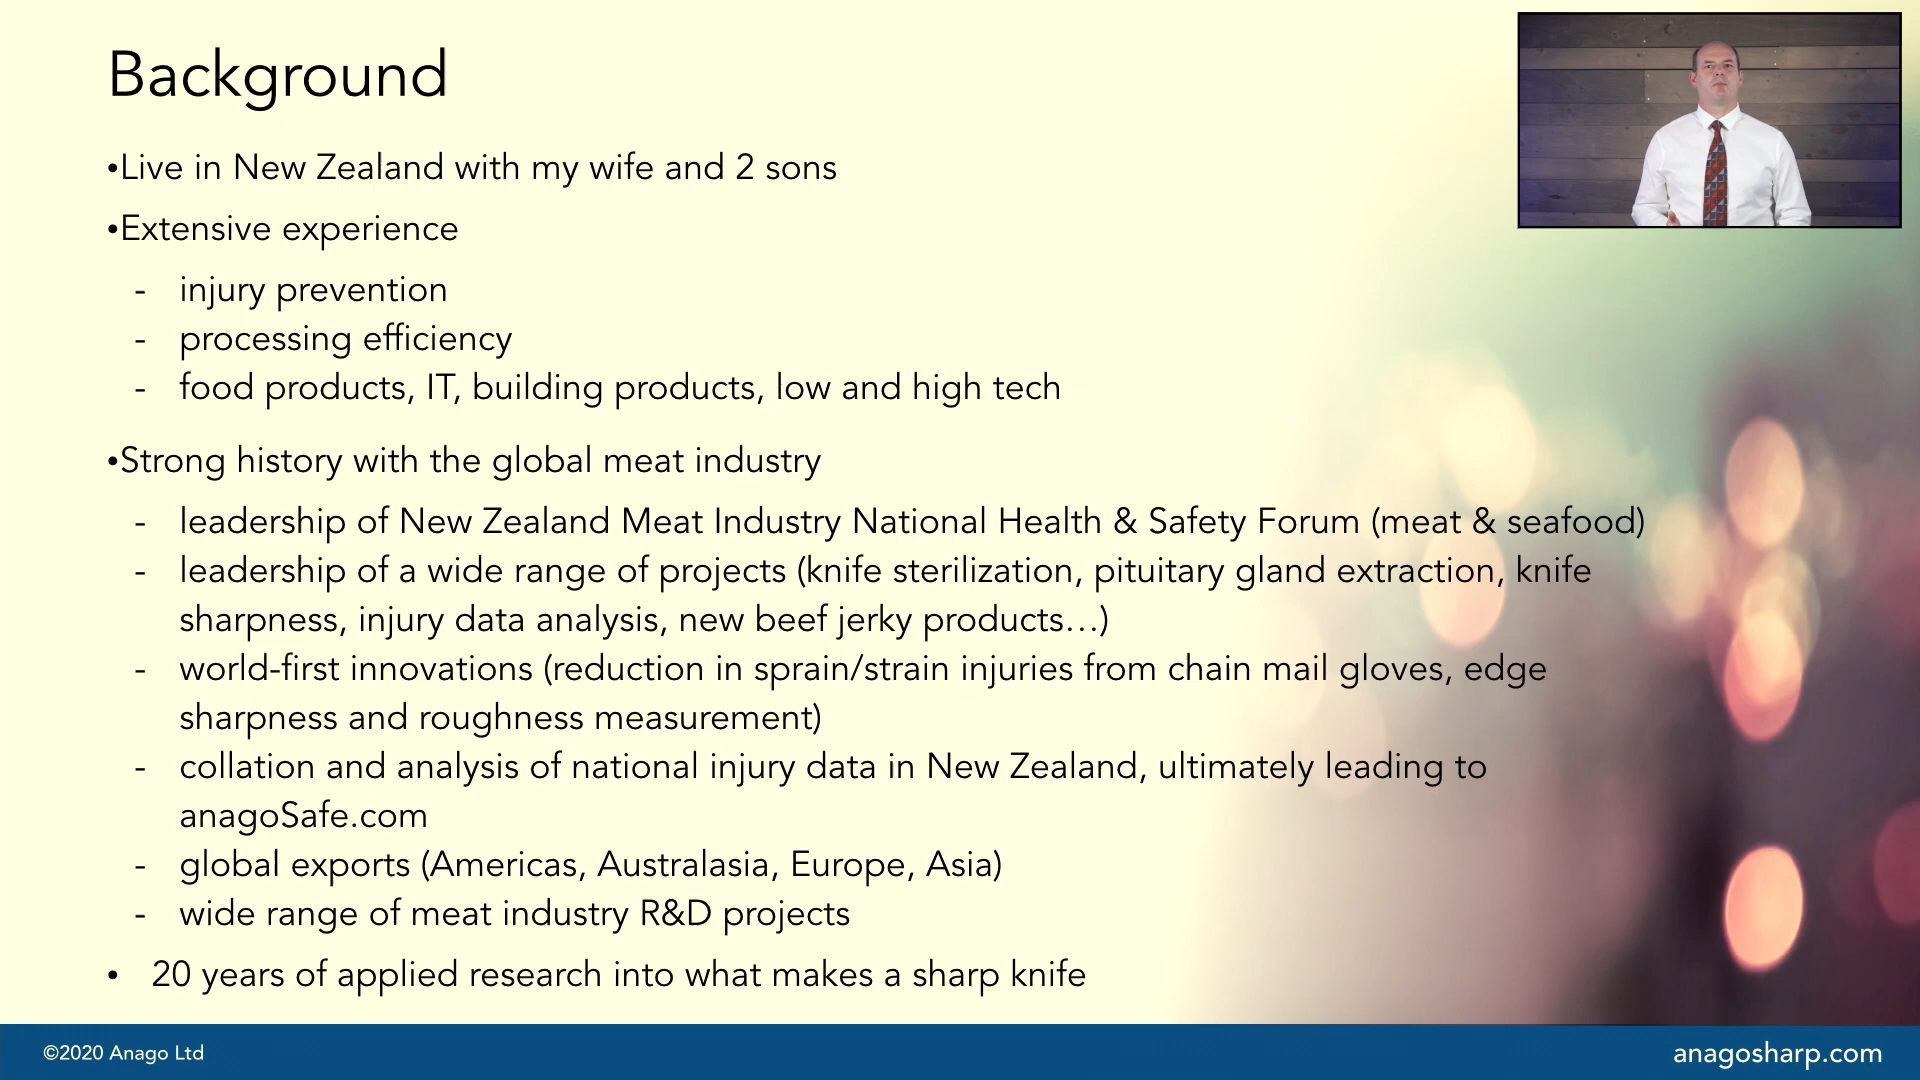 Background
•Live in New Zealand with my wife and 2 sons
•Extensive experience
- injury prevention
- processing efficiency
- food products, IT, building products, low and high tech
•Strong history with the global meat industry
- leadership of New Zealand Meat Industry National Health & Safety Forum (meat & seafood)
- leadership of a wide range of projects (knife sterilization, pituitary gland extraction, knife
sharpness, injury data analysis, new beef jerky products…)
- world-first innovations (reduction in sprain/strain injuries from chain mail gloves, edge
sharpness and roughness measurement)
- collation and analysis of national injury data in New Zealand, ultimately leading to
anagoSafe.com
- global exports (Americas, Australasia, Europe, Asia)
- wide range of meat industry R&D projects
• 20 years of applied research into what makes a sharp knife
©2020 Anago Ltd
anagosharp.com